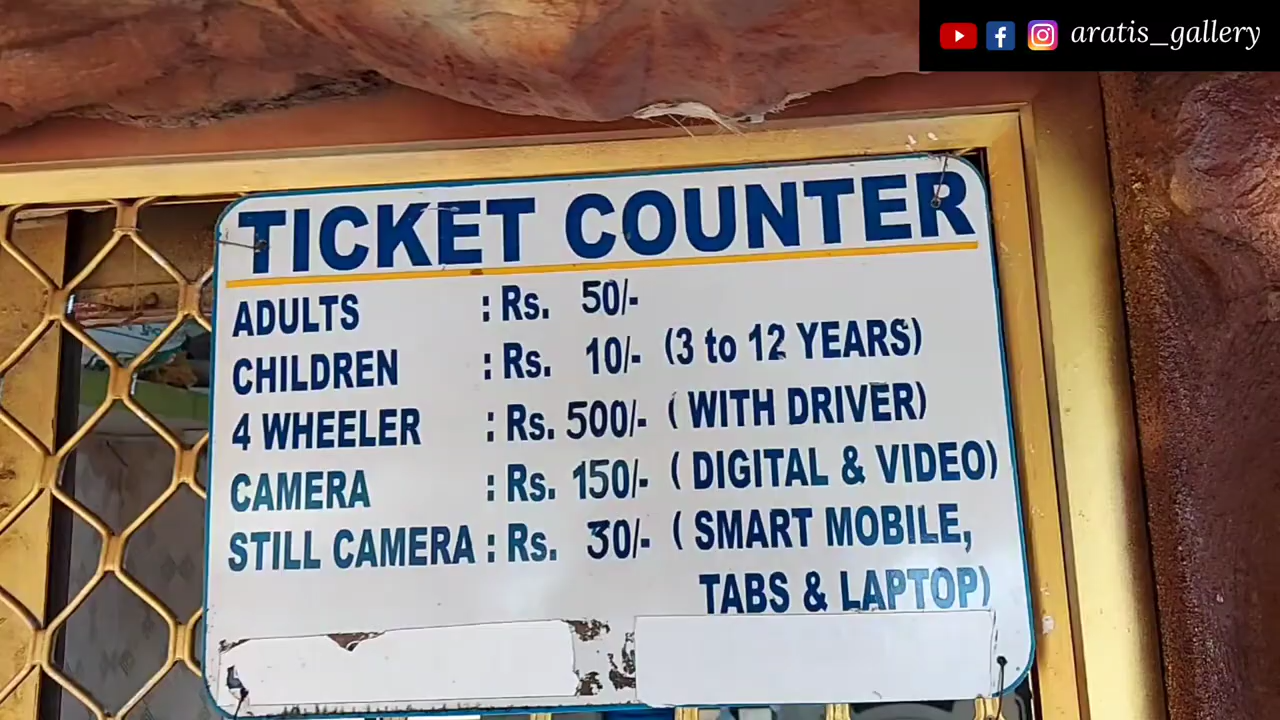 aratis_gallery
TICKET COUNTER
ADULTS : Rs. 50/-
CHILDREN : Rs. 10/- (3 to 12 YEARS)
4 WHEELER : Rs. 500/- ( WITH DRIVER)
CAMERA : Rs. 150/- ( DIGITAL & VIDEO)
STILL CAMERA : Rs. 30/- ( SMART MOBILE,
TABS & LAPTOP)